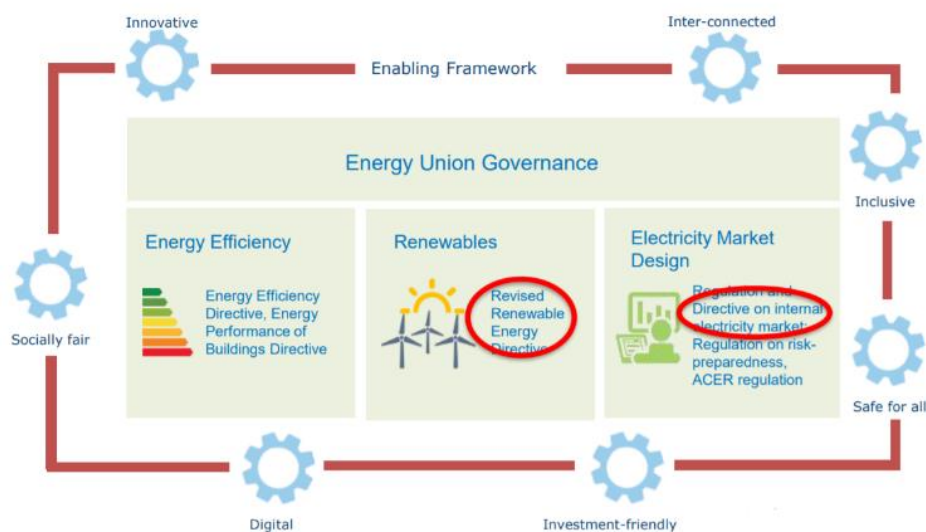 Innovative
Inter-connected
Enabling Framework
Energy Union Governance
Inclusive
Energy Efficiency
Energy Efficiency
Directive, Energy
Performance of
Buildings Directive
Renewables
Revised
Renewable
Energy
Directive
Electricity Market
Design
Regulation and
Directive on internal
electricity market;
Regulation on risk-
preparedness,
ACER regulation
Socially fair
Safe for all
Digital
Investment-friendly